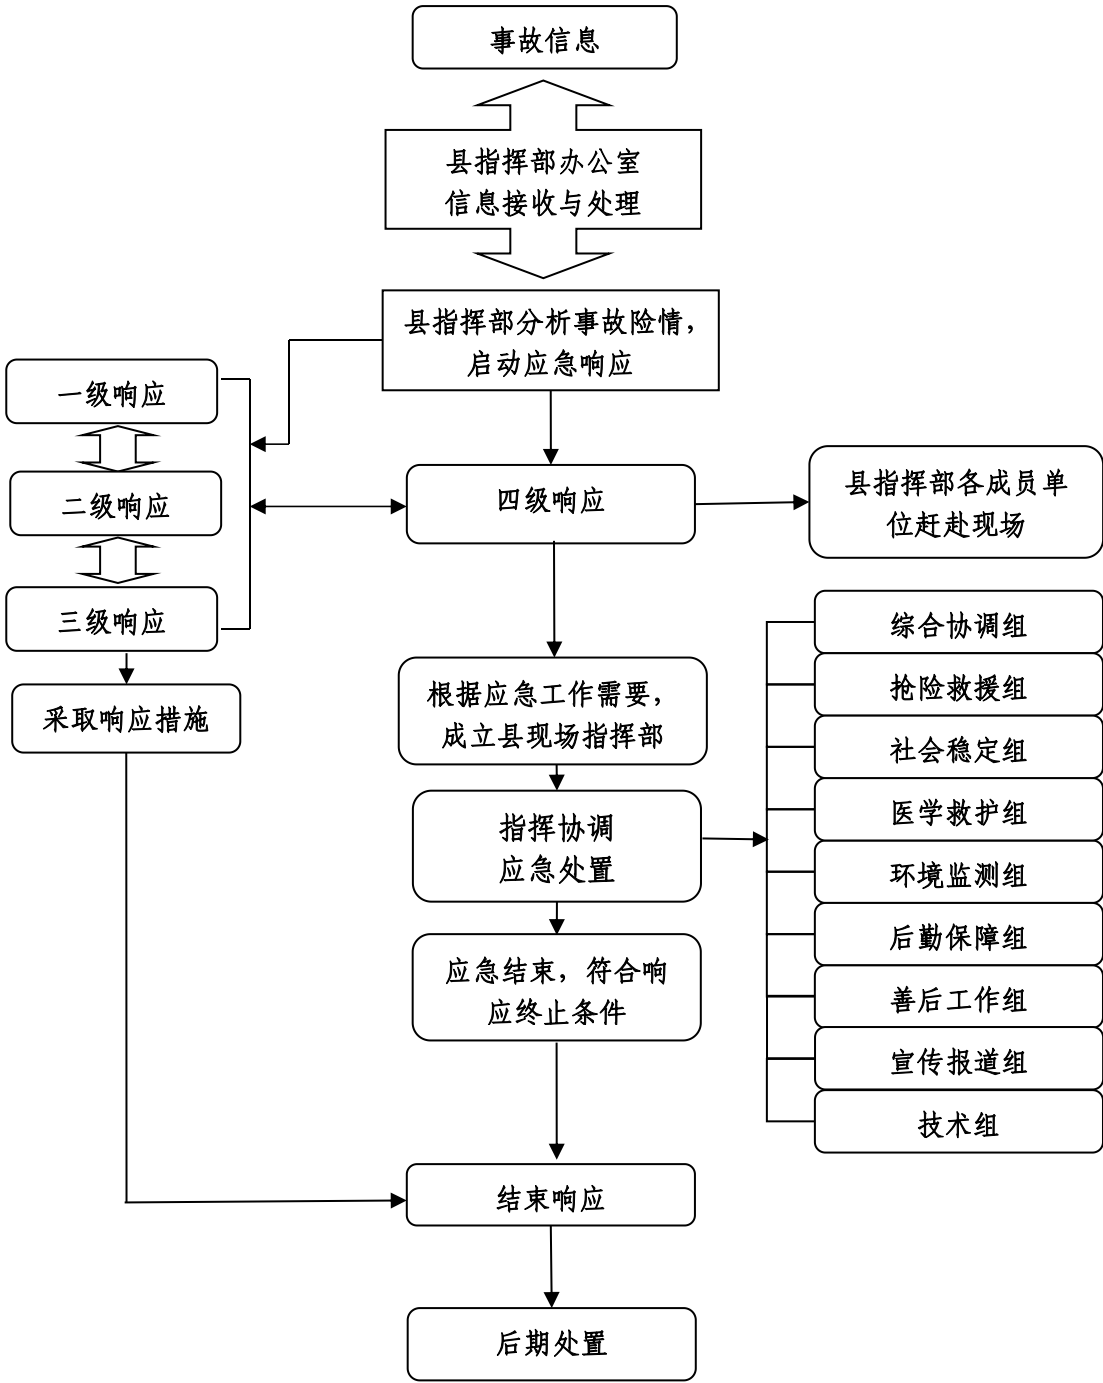 事故信息
县指挥部办公室
信息接收与处理
县指挥部分析事故险情，
启动应急响应
一级响应
二级响应
三级响应
采取响应措施
四级响应
县指挥部各成员单
位赶赴现场
根据应急工作需要，
成立县现场指挥部
指挥协调
应急处置
应急结束，符合响
应终止条件
综合协调组
抢险救援组
社会稳定组
医学救护组
环境监测组
后勤保障组
善后工作组
宣传报道组
技术组
结束响应
后期处置